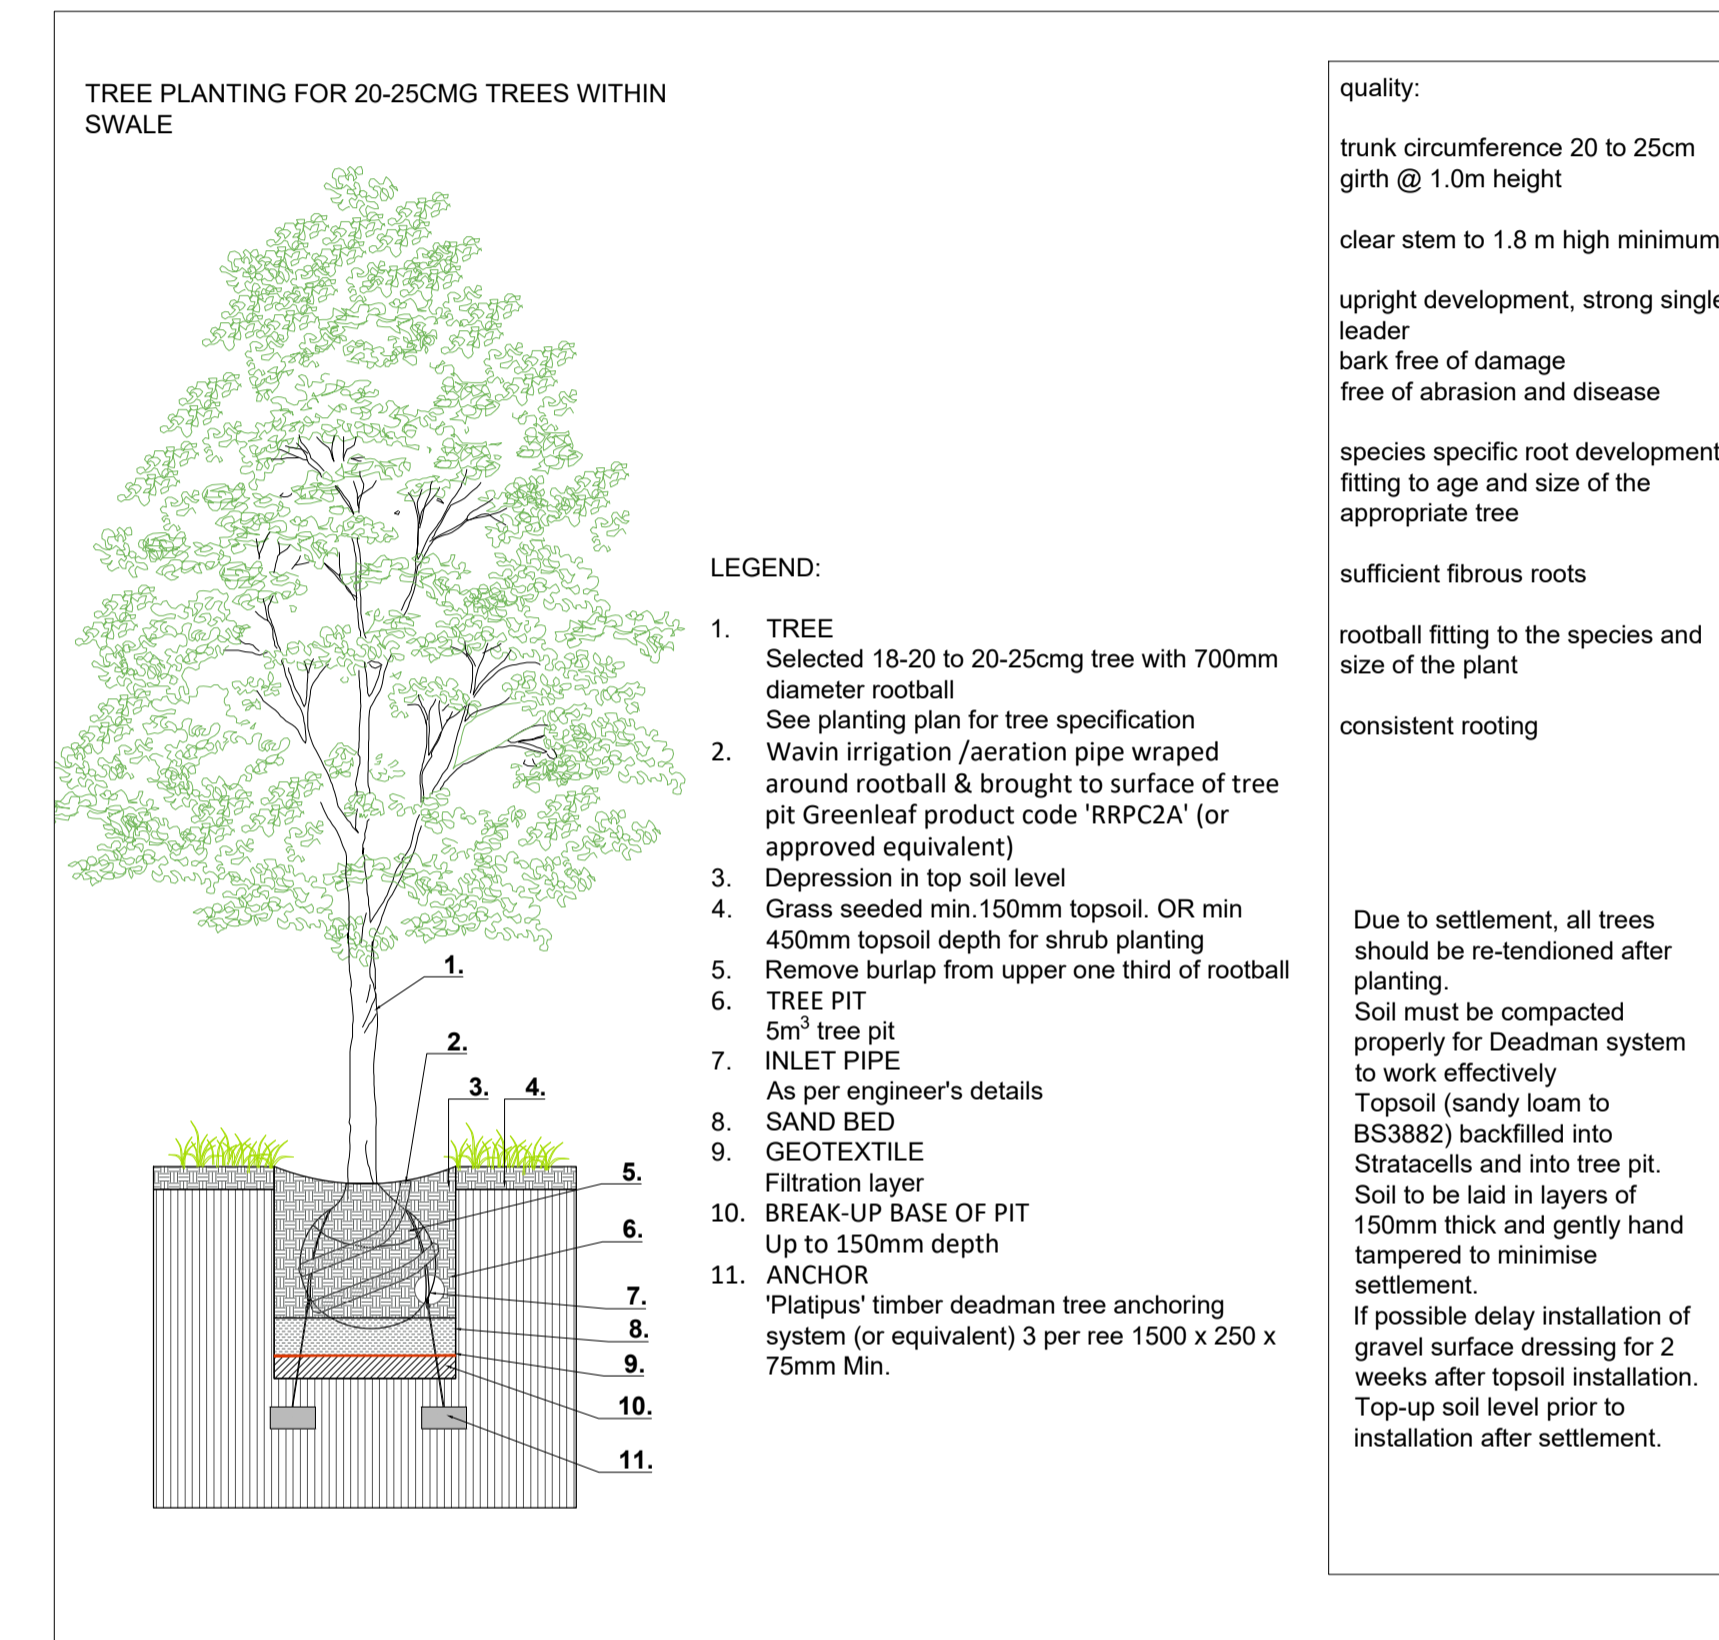 TREE PLANTING FOR 20-25CMG TREES WITHIN
SWALE
1.
2.
3. 4.
5.
6.
7.
8.
9.
10.
11.
LEGEND:
1. TREE
Selected 18-20 to 20-25cmg tree with 700mm
diameter rootball
See planting plan for tree specification
2. Wavin irrigation /aeration pipe wraped
around rootball & brought to surface of tree
pit Greenleaf product code 'RRPC2A' (or
approved equivalent)
3. Depression in top soil level
4. Grass seeded min.150mm topsoil. OR min
450mm topsoil depth for shrub planting
5. Remove burlap from upper one third of rootball
6. TREE PIT
5m³ tree pit
7. INLET PIPE
As per engineer's details
8. SAND BED
9. GEOTEXTILE
Filtration layer
10. BREAK-UP BASE OF PIT
Up to 150mm depth
11. ANCHOR
'Platipus' timber deadman tree anchoring
system (or equivalent) 3 per ree 1500 x 250 x
75mm Min.
quality:
trunk circumference 20 to 25cm
girth @ 1.0m height
clear stem to 1.8 m high minimum
upright development, strong single
leader
bark free of damage
free of abrasion and disease
species specific root development
fitting to age and size of the
appropriate tree
sufficient fibrous roots
rootball fitting to the species and
size of the plant
consistent rooting
Due to settlement, all trees
should be re-tendioned after
planting.
Soil must be compacted
properly for Deadman system
to work effectively
Topsoil (sandy loam to
BS3882) backfilled into
Stratacells and into tree pit.
Soil to be laid in layers of
150mm thick and gently hand
tampered to minimise
settlement.
If possible delay installation of
gravel surface dressing for 2
weeks after topsoil installation.
Top-up soil level prior to
installation after settlement.